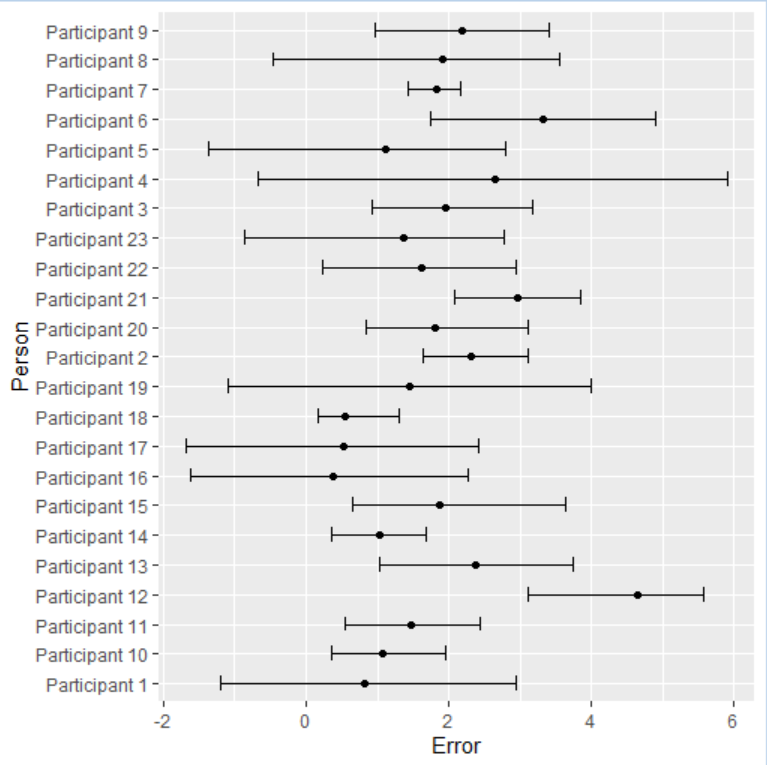 Participant 9
Participant 8
Participant 7
Participant 6
Participant 5
Participant 4
Participant 3
Participant 23
Participant 22
Participant 21
Participant 20
Participant 2
Participant 19
Participant 18
Participant 17
Participant 16
Participant 15
Participant 14
Participant 13
Participant 12
Participant 11
Participant 10
Participant 1
Person
-2 0 2 4 6
Error